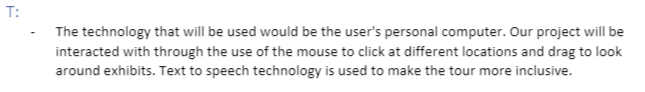 T:
- The technology that will be used would be the user's personal computer. Our project will be
interacted with through the use of the mouse to click at different locations and drag to look
around exhibits. Text to speech technology is used to make the tour more inclusive.